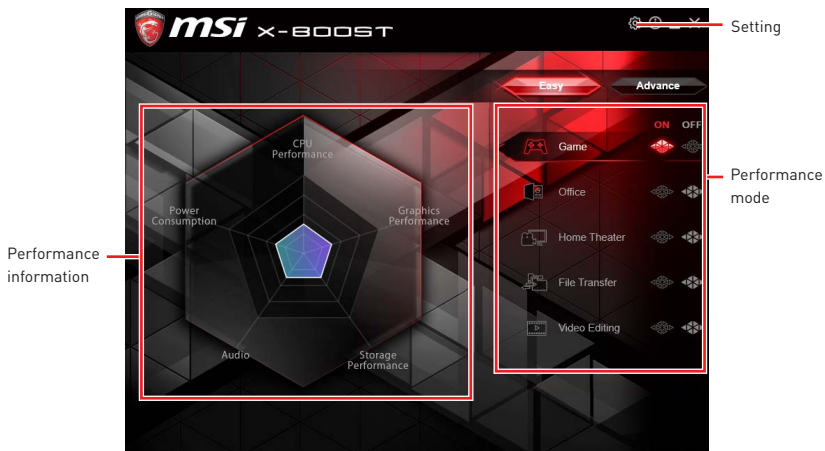 msi X-BOOST
Setting
Easy
Advance
ON OFF
Game
Office
Home Theater
File Transfer
Video Editing
Performance
mode
CPU
Performance
Power
Consumption
Graphics
Performance
Audio
Storage
Performance
Performance
information